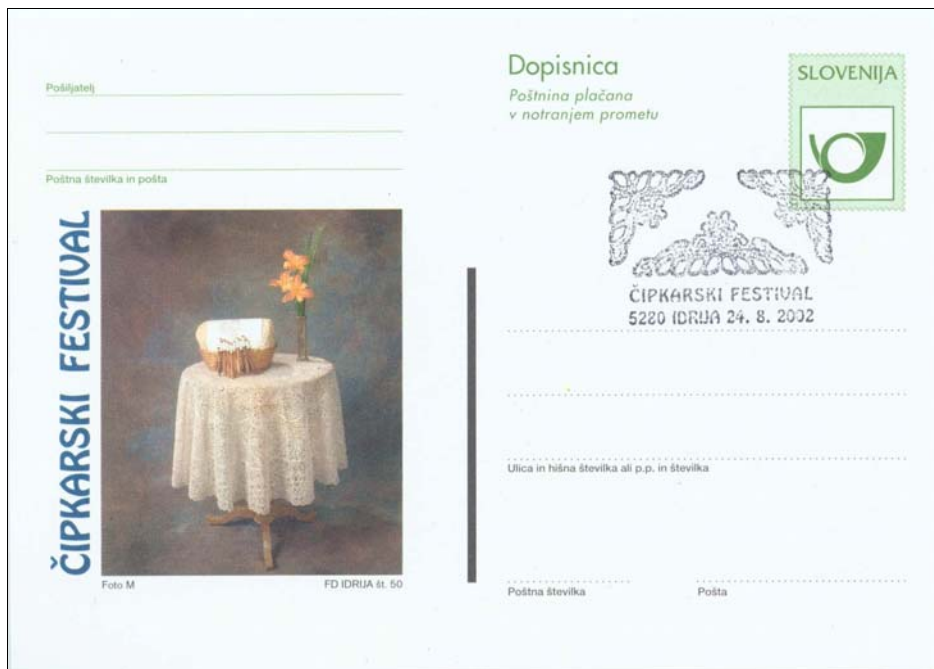 Pošiljatelj
Poštna številka in pošta
ČIPKARSKI FESTIVAL
Foto M
FD IDRIJA št. 50
Dopisnica
Poštnina plačana
v notranjem prometu
SLOVENIJA
ČIPKARSKI FESTIVAL
5280 IDRIJA 24. 8. 2002
Ulica in hišna številka ali p.p. in številka
Poštna številka
Pošta